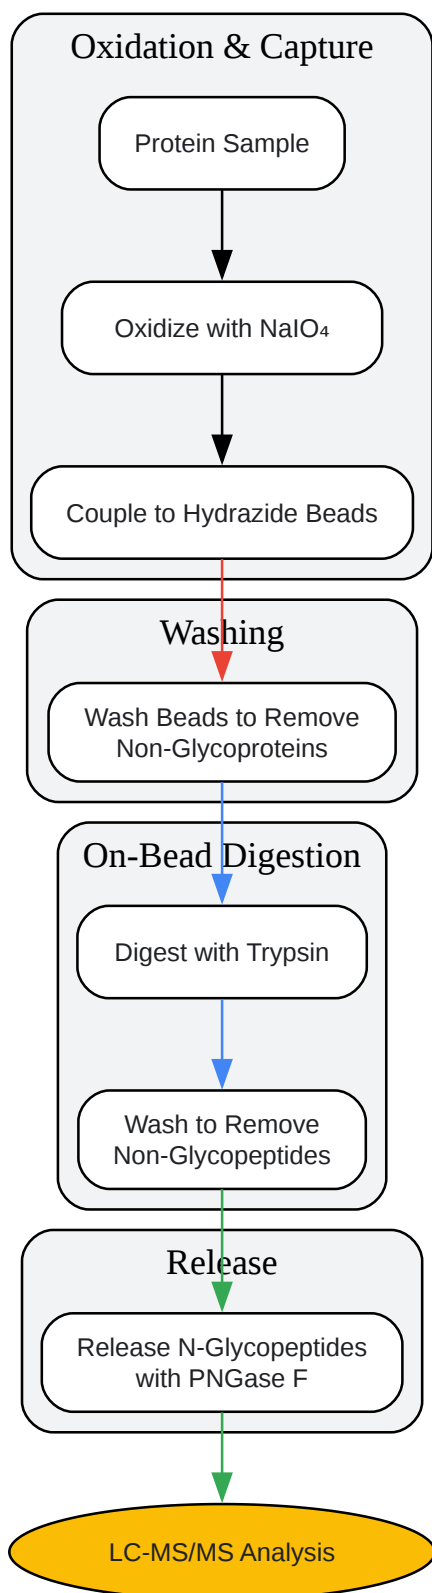 Oxidation & Capture
Protein Sample
Oxidize with NaIO₄
Couple to Hydrazide Beads
Washing
Wash Beads to Remove
Non-Glycoproteins
On-Bead Digestion
Digest with Trypsin
Wash to Remove
Non-Glycopeptides
Release
Release N-Glycopeptides
with PNGase F
LC-MS/MS Analysis